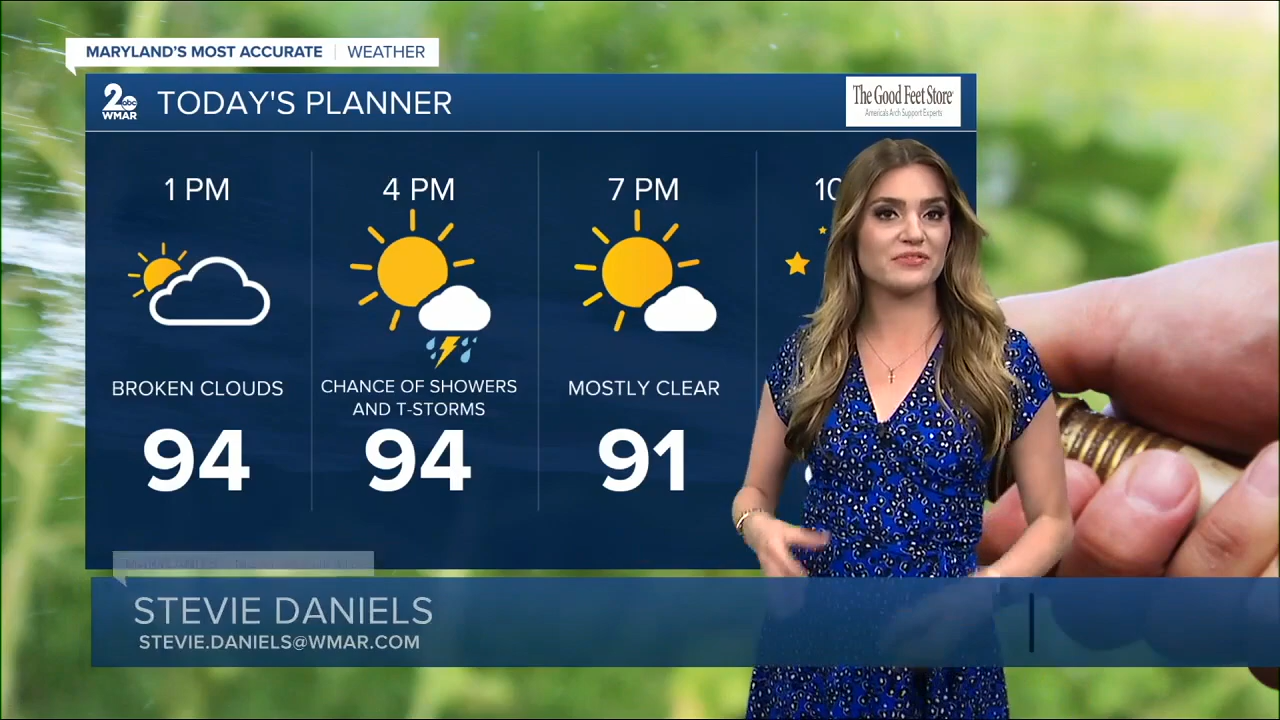 MARYLAND'S MOST ACCURATE | WEATHER
2 abc
WMAR
TODAY'S PLANNER
The Good Feet Store
America's Arch Support Experts
1 PM
4 PM
7 PM
10
BROKEN CLOUDS
CHANCE OF SHOWERS
AND T-STORMS
MOSTLY CLEAR
94
94
91
STEVIE DANIELS
STEVIE.DANIELS@WMAR.COM